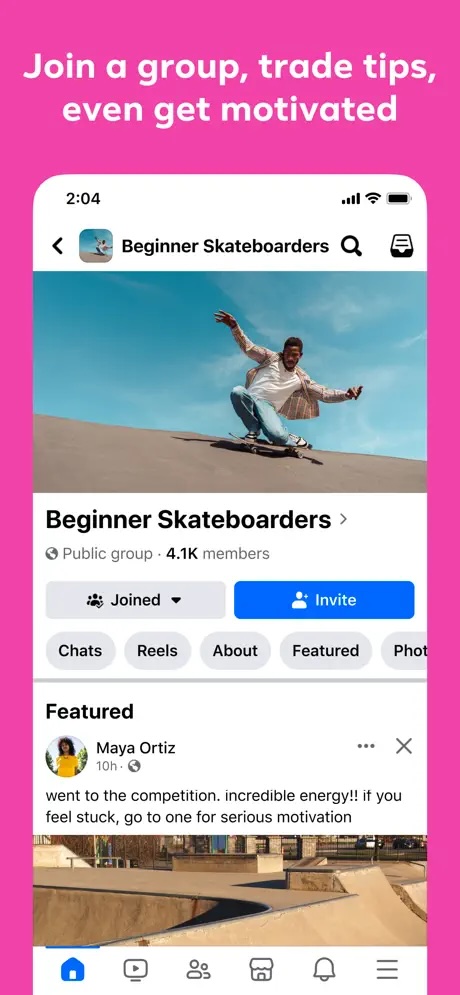 Join a group, trade tips,
even get motivated
2:04
Beginner Skateboarders
Beginner Skateboarders
Public group · 4.1K members
Joined
Invite
Chats
Reels
About
Featured
Phot
Featured
Maya Ortiz
10h ·
went to the competition. incredible energy!! if you
feel stuck, go to one for serious motivation